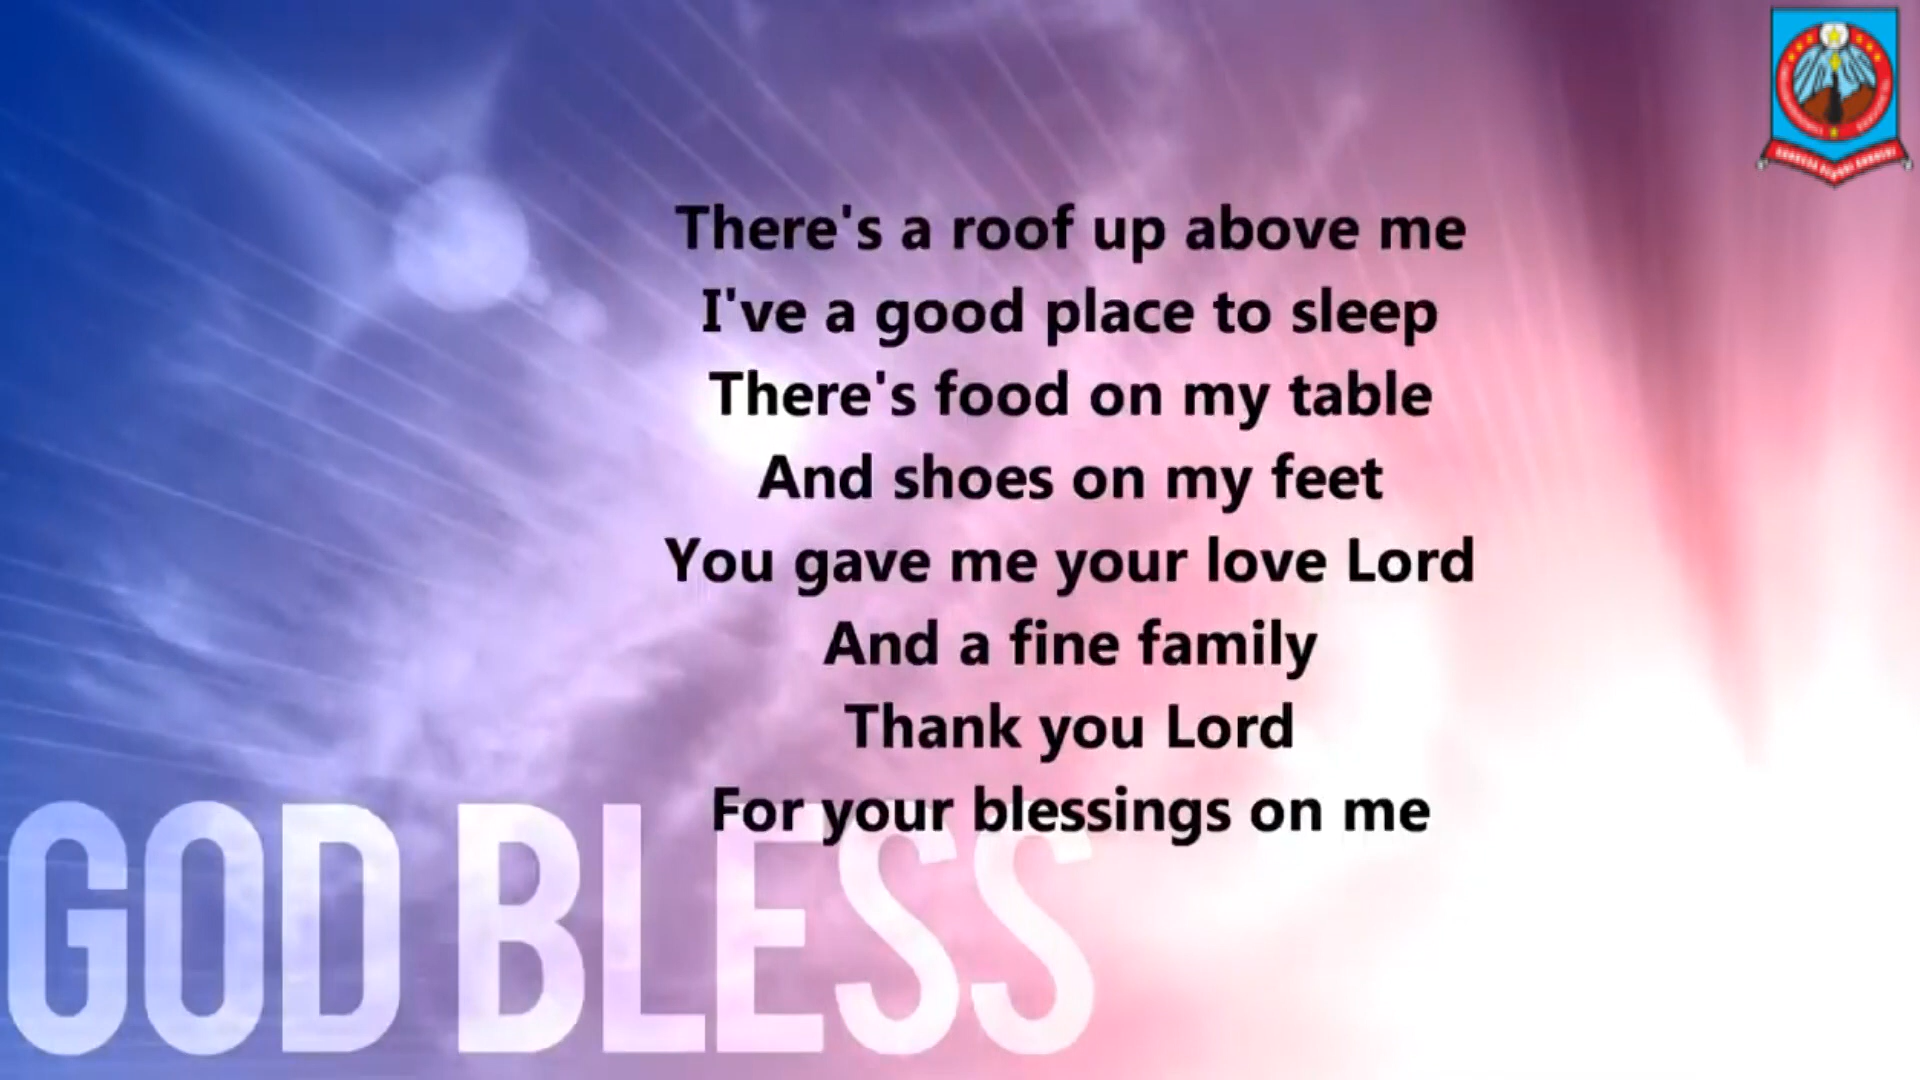 There's a roof up above me
I've a good place to sleep
There's food on my table
And shoes on my feet
You gave me your love Lord
And a fine family
Thank you Lord
For your blessings on me
GOD BLESS